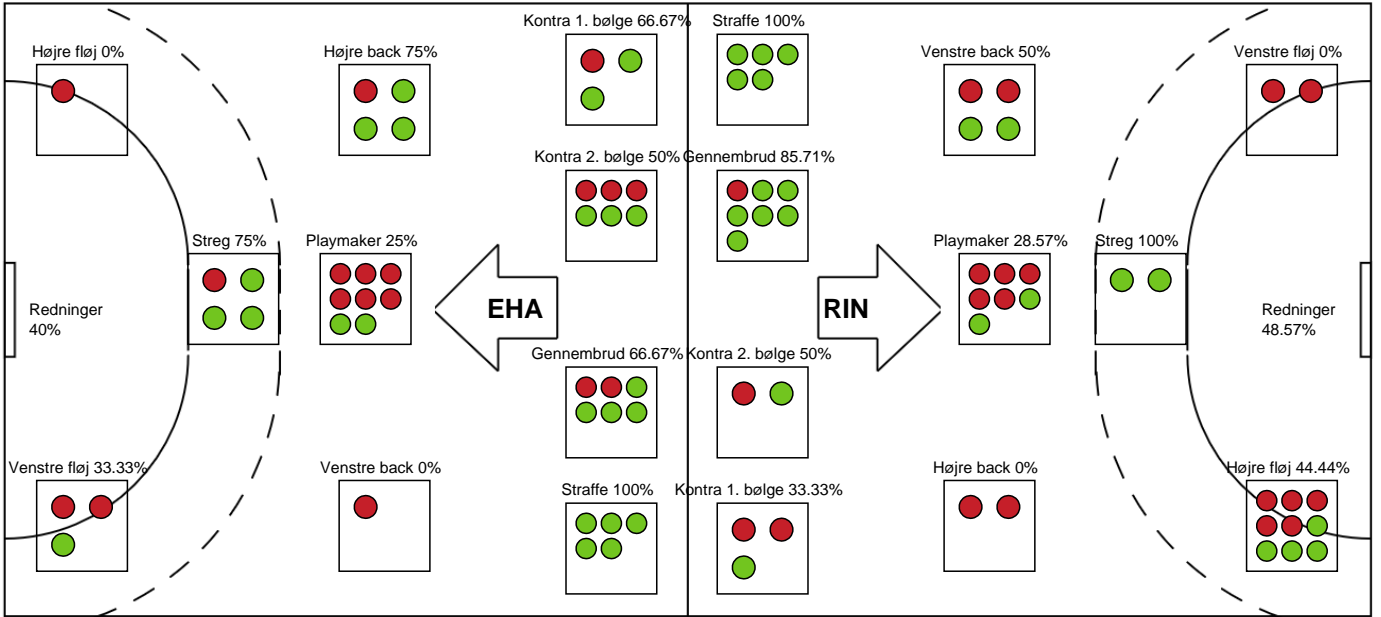 Kontra 1. bølge 66.67%
Straffe 100%
Højre fløj 0%
Højre back 75%
Venstre back 50%
Venstre fløj 0%
Kontra 2. bølge 50%
Gennembrud 85.71%
Streg 75%
Playmaker 25%
Playmaker 28.57%
Streg 100%
EHA
RIN
Redninger
40%
Redninger
48.57%
Gennembrud 66.67%
Kontra 2. bølge 50%
Venstre fløj 33.33%
Venstre back 0%
Straffe 100%
Kontra 1. bølge 33.33%
Højre back 0%
Højre fløj 44.44%